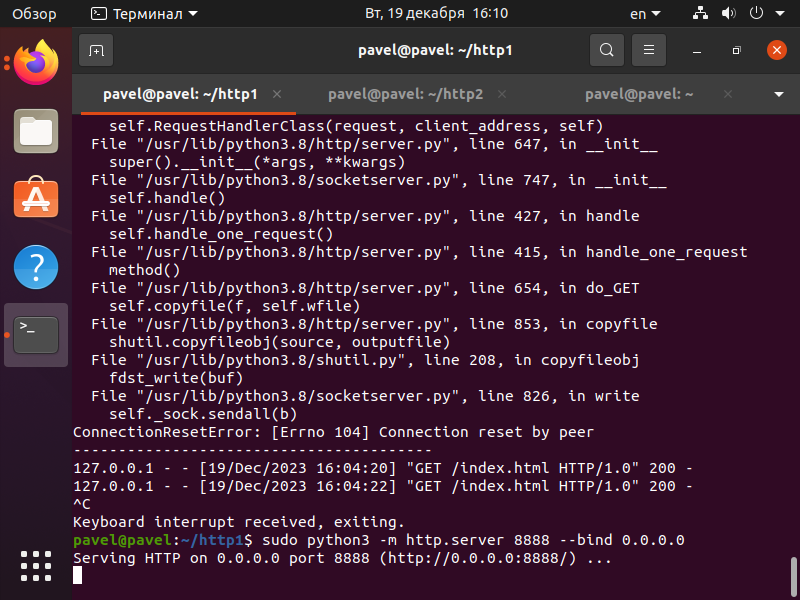 Обзор
Терминал
Вт, 19 декабря 16:10
en
pavel@pavel: ~/http1
pavel@pavel: ~/http1
pavel@pavel: ~/http2
pavel@pavel: ~
self.RequestHandlerClass(request, client_address, self)
File "/usr/lib/python3.8/http/server.py", line 647, in __init__
super().__init__(*args, **kwargs)
File "/usr/lib/python3.8/socketserver.py", line 747, in __init__
self.handle()
File "/usr/lib/python3.8/http/server.py", line 427, in handle
self.handle_one_request()
File "/usr/lib/python3.8/http/server.py", line 415, in handle_one_request
method()
File "/usr/lib/python3.8/http/server.py", line 654, in do_GET
self.copyfile(f, self.wfile)
File "/usr/lib/python3.8/http/server.py", line 853, in copyfile
shutil.copyfileobj(source, outputfile)
File "/usr/lib/python3.8/shutil.py", line 208, in copyfileobj
fdst_write(buf)
File "/usr/lib/python3.8/socketserver.py", line 826, in write
self._sock.sendall(b)
ConnectionResetError: [Errno 104] Connection reset by peer
----------------------------------------
127.0.0.1 - - [19/Dec/2023 16:04:20] "GET /index.html HTTP/1.0" 200 -
127.0.0.1 - - [19/Dec/2023 16:04:22] "GET /index.html HTTP/1.0" 200 -
^C
Keyboard interrupt received, exiting.
pavel@pavel:~/http1$ sudo python3 -m http.server 8888 --bind 0.0.0.0
Serving HTTP on 0.0.0.0 port 8888 (http://0.0.0.0:8888/) ...